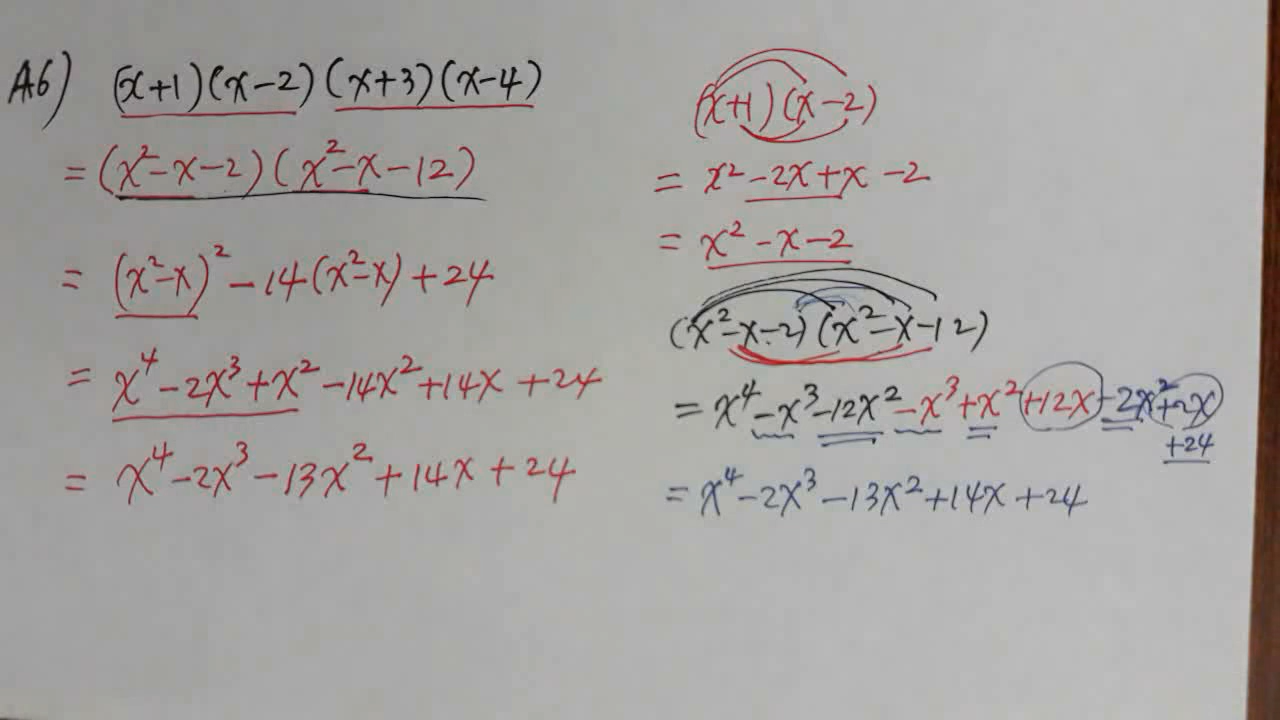 A6) (x+1)(x-2)(x+3)(x-4)
= (x²-x-2)(x²-x-12)
= (x²-x)²-14(x²-x)+24
= x⁴-2x³+x²-14x²+14x+24
= x⁴-2x³-13x²+14x+24
(x+1)(x-2)
= x²-2x+x-2
= x²-x-2
(x²-x-2)(x²-x-12)
= x⁴-x³-12x²-x³+x²+12x-2x²+2x
+24
= x⁴-2x³-13x²+14x+24